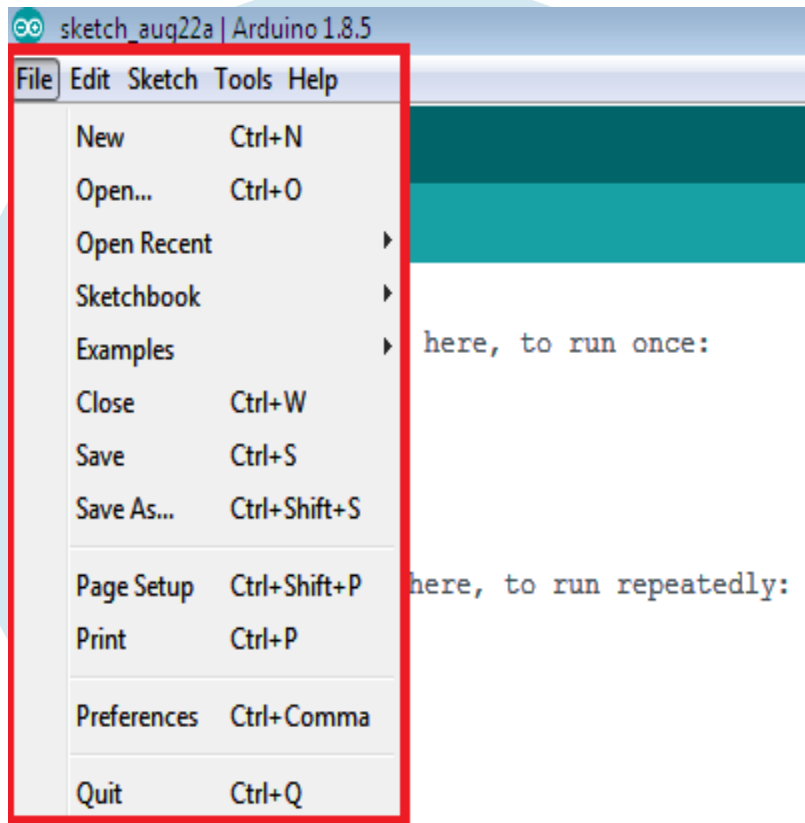 sketch_aug22a | Arduino 1.8.5
File Edit Sketch Tools Help
New Ctrl+N
Open... Ctrl+O
Open Recent
Sketchbook
Examples
here, to run once:
Close Ctrl+W
Save Ctrl+S
Save As... Ctrl+Shift+S
Page Setup Ctrl+Shift+P
here, to run repeatedly:
Print Ctrl+P
Preferences Ctrl+Comma
Quit Ctrl+Q